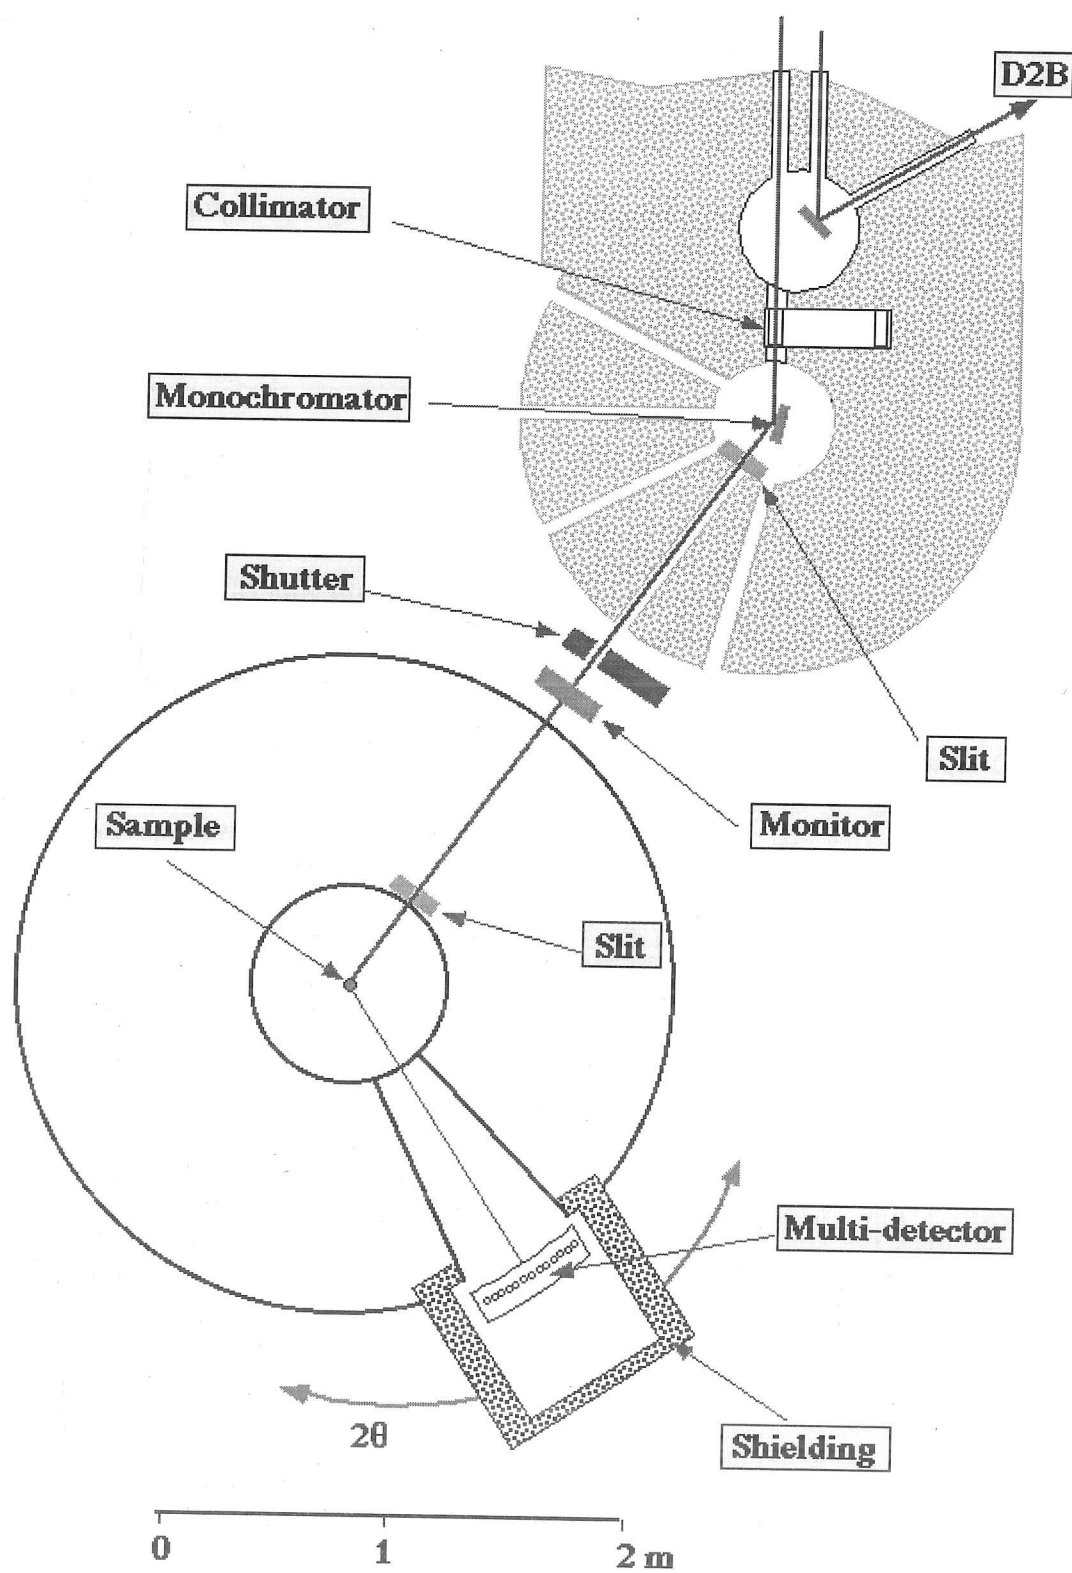 D2B
Collimator
Monochromator
Shutter
Slit
Monitor
Sample
Slit
Multi-detector
2θ
Shielding
0 1 2 m